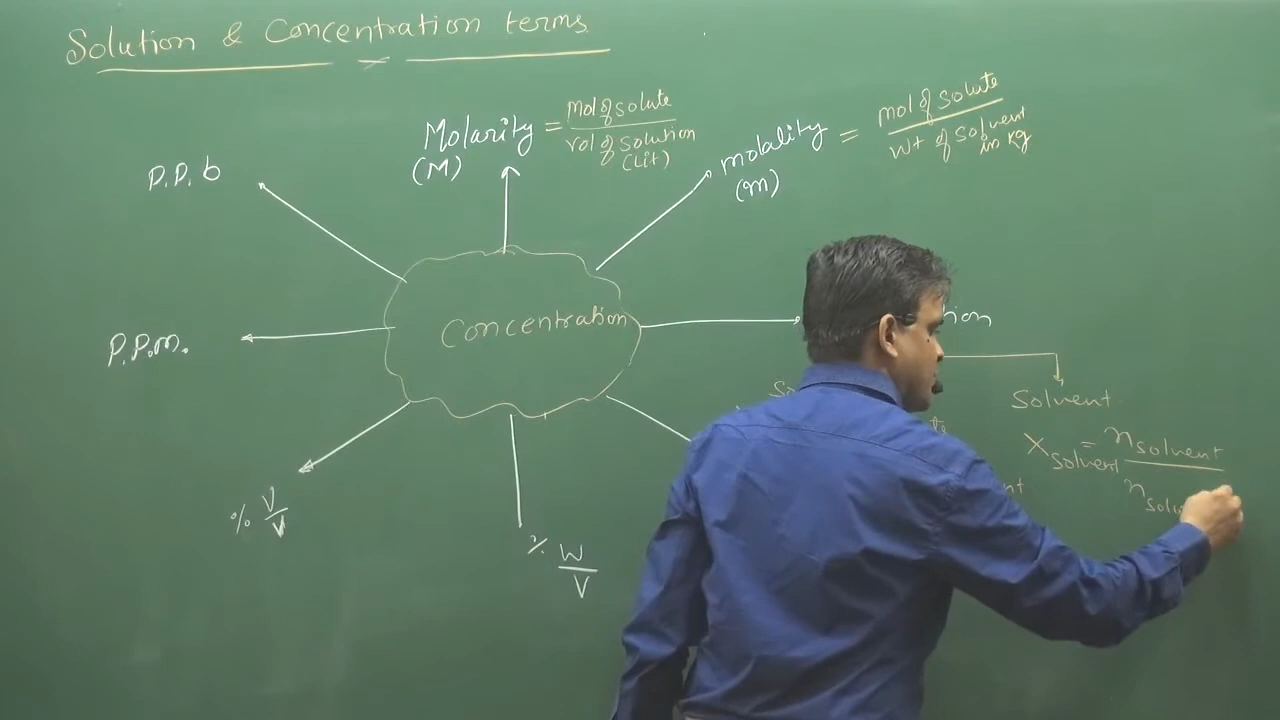 Solution & Concentration terms
P.P.b
Molarity = Mol of solute
vol of solution
(M)
(Lit)
molality = mol of solute
wt of solvent
in kg
(m)
Concentration
P.P.m.
Solvent
X solvent = n solvent
n
% V
V
% W
V